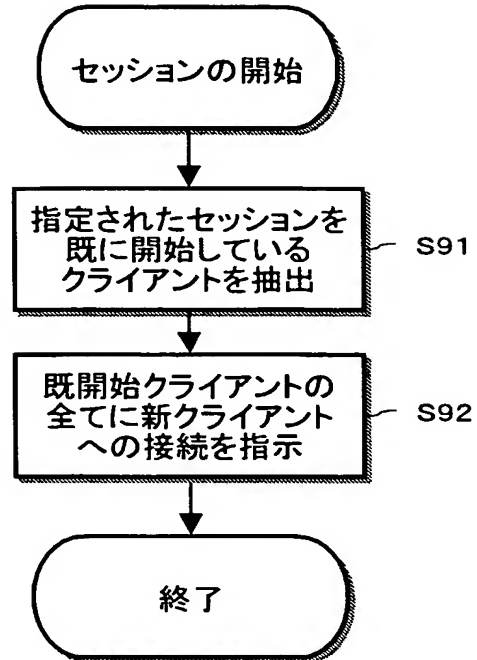 セッションの開始
指定されたセッションを
既に開始している
クライアントを抽出
S91
既開始クライアントの
全てに新クライアント
への接続を指示
S92
終了